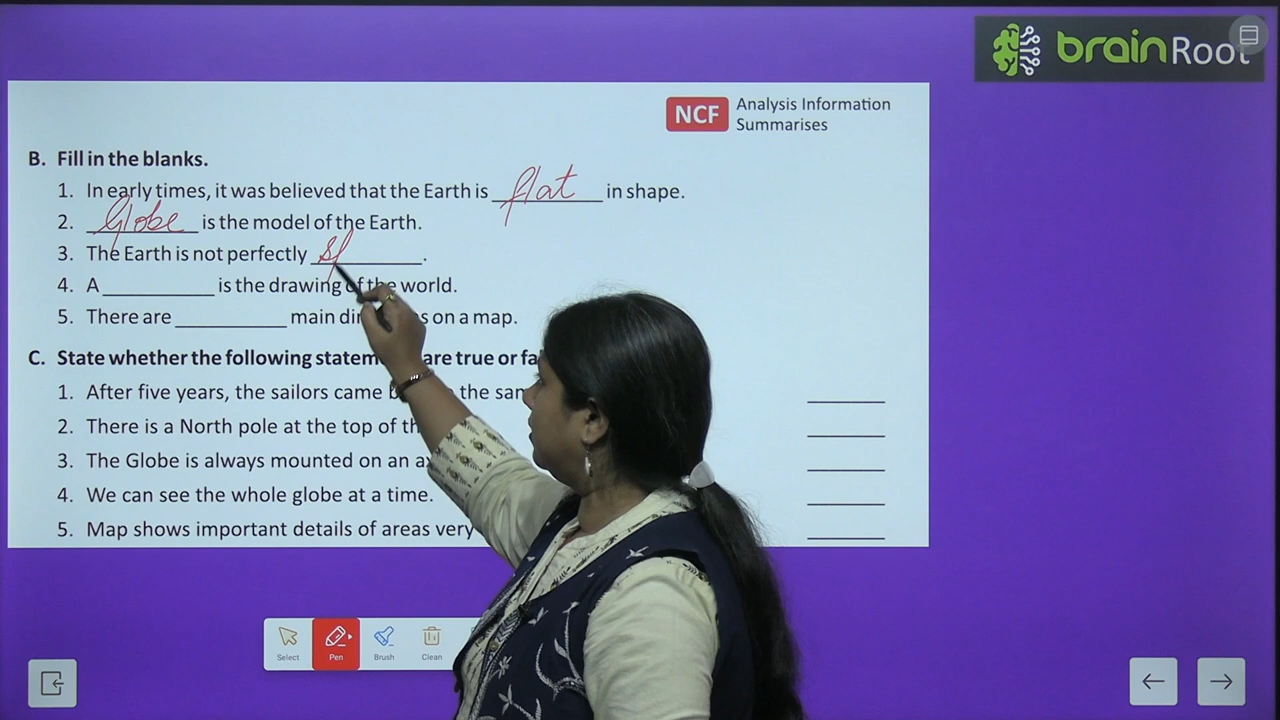 brainRoot
NCF Analysis Information
Summarises
B. Fill in the blanks.
1. In early times, it was believed that the Earth is flat in shape.
2. Globe is the model of the Earth.
3. The Earth is not perfectly
4. A __________ is the drawing of the world.
5. There are __________ main on a map.
C. State whether the following are true or
1. After five years, the sailors came the
2. There is a North pole at the top of
3. The Globe is always mounted on an
4. We can see the whole globe at a time.
5. Map shows important details of areas very
Select Pen Brush Clean